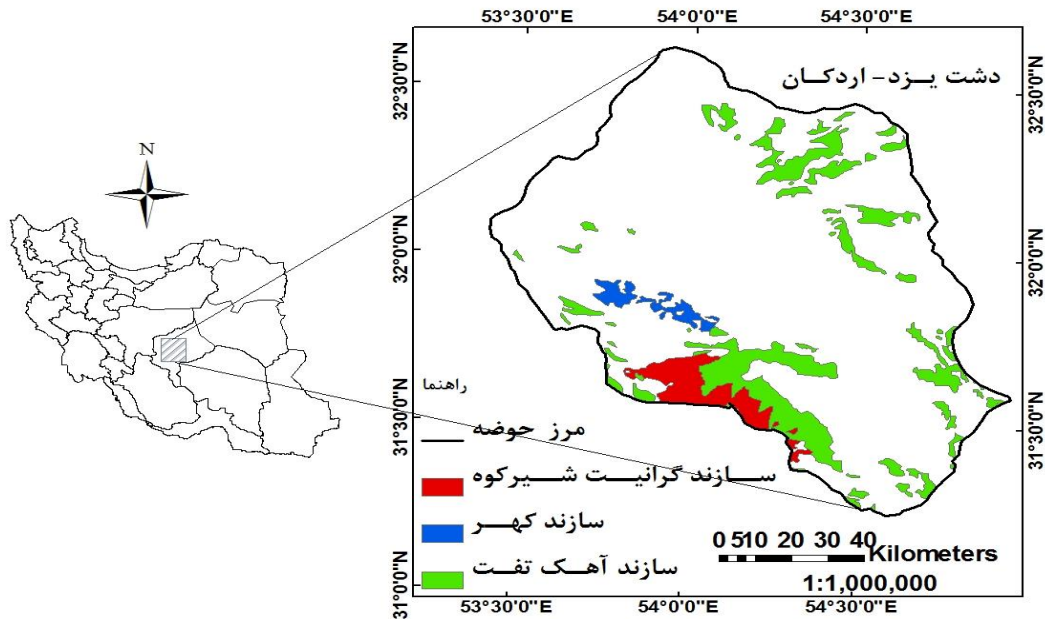 53°30'0"E 54°0'0"E 54°30'0"E
دشت یزد- اردکان
32°30'0"N 32°30'0"N
N
32°0'0"N 32°0'0"N
31°30'0"N 31°30'0"N
31°0'0"N 31°0'0"N
راهنما
مرز حوضه
سازند گرانیت شیرکوه
سازند کهر
سازند آهک تفت
0 510 20 30 40
Kilometers
1:1,000,000
53°30'0"E 54°0'0"E 54°30'0"E